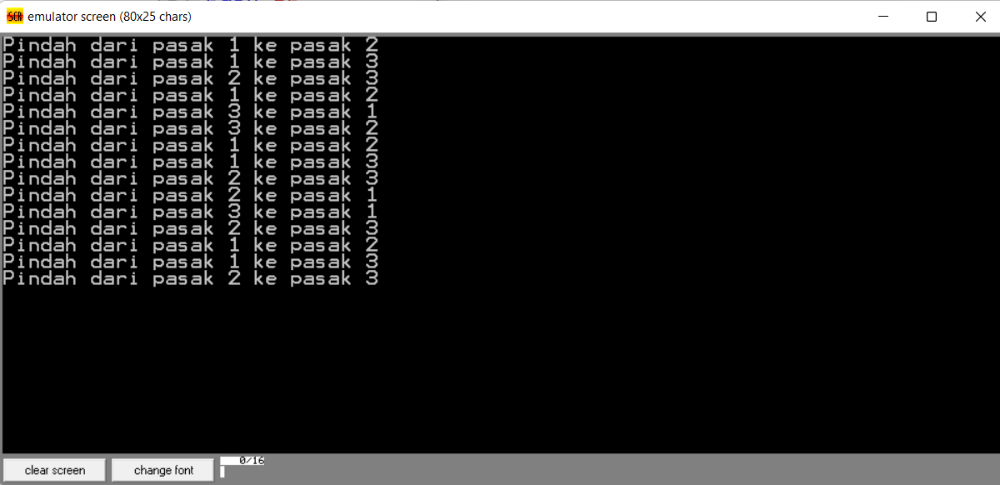 SCR emulator screen (80x25 chars)
Pindah dari pasak 1 ke pasak 2
Pindah dari pasak 1 ke pasak 3
Pindah dari pasak 2 ke pasak 3
Pindah dari pasak 1 ke pasak 2
Pindah dari pasak 3 ke pasak 1
Pindah dari pasak 3 ke pasak 2
Pindah dari pasak 1 ke pasak 2
Pindah dari pasak 1 ke pasak 3
Pindah dari pasak 2 ke pasak 3
Pindah dari pasak 2 ke pasak 1
Pindah dari pasak 3 ke pasak 1
Pindah dari pasak 2 ke pasak 3
Pindah dari pasak 1 ke pasak 2
Pindah dari pasak 1 ke pasak 3
Pindah dari pasak 2 ke pasak 3
clear screen change font 0/16